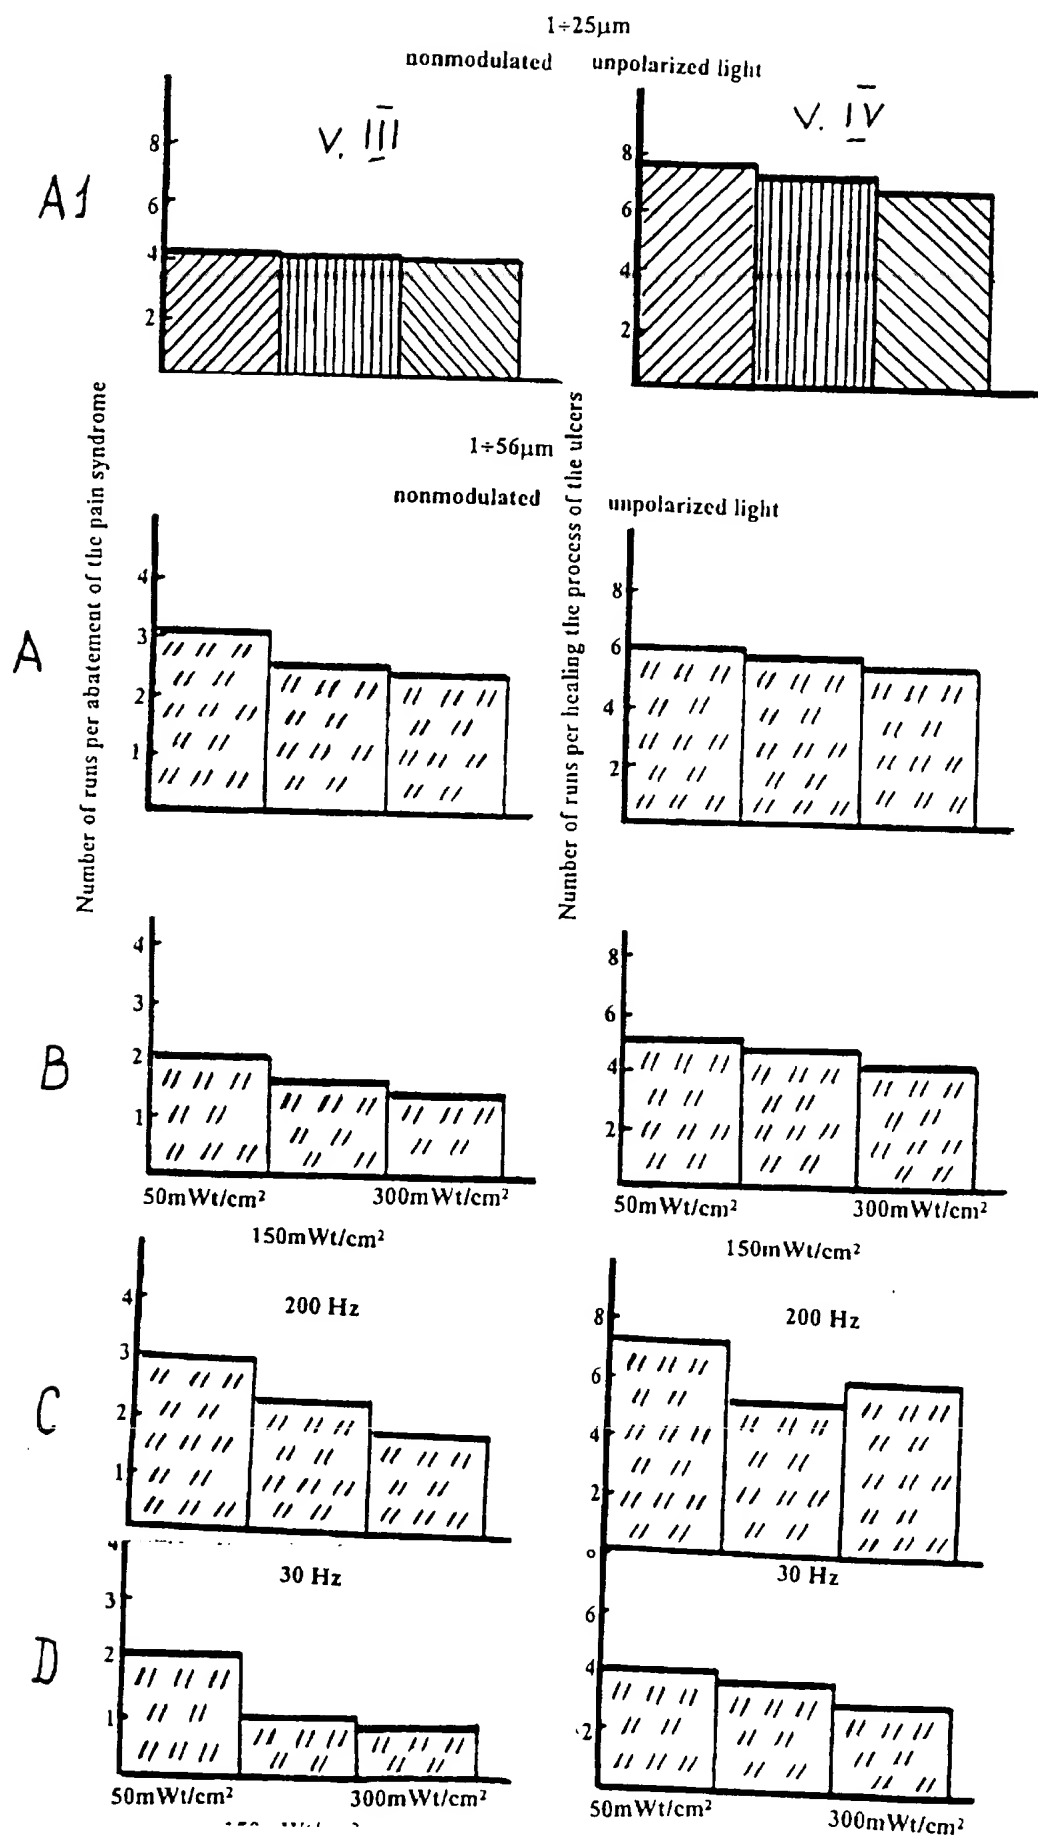 1÷25μm
nonmodulated unpolarized light
V. III
V. IV
A1
8
6
4
2
8
6
4
2
Number of runs per abatement of the pain syndrome
Number of runs per healing the process of the ulcers
1÷56μm
nonmodulated unpolarized light
A
4
3
2
1
8
6
4
2
B
4
3
2
1
8
6
4
2
50mWt/cm²
150mWt/cm²
300mWt/cm²
50mWt/cm²
150mWt/cm²
300mWt/cm²
C
200 Hz
4
3
2
1
200 Hz
8
6
4
2
D
30 Hz
4
3
2
1
30 Hz
6
4
2
50mWt/cm²
300mWt/cm²
50mWt/cm²
300mWt/cm²